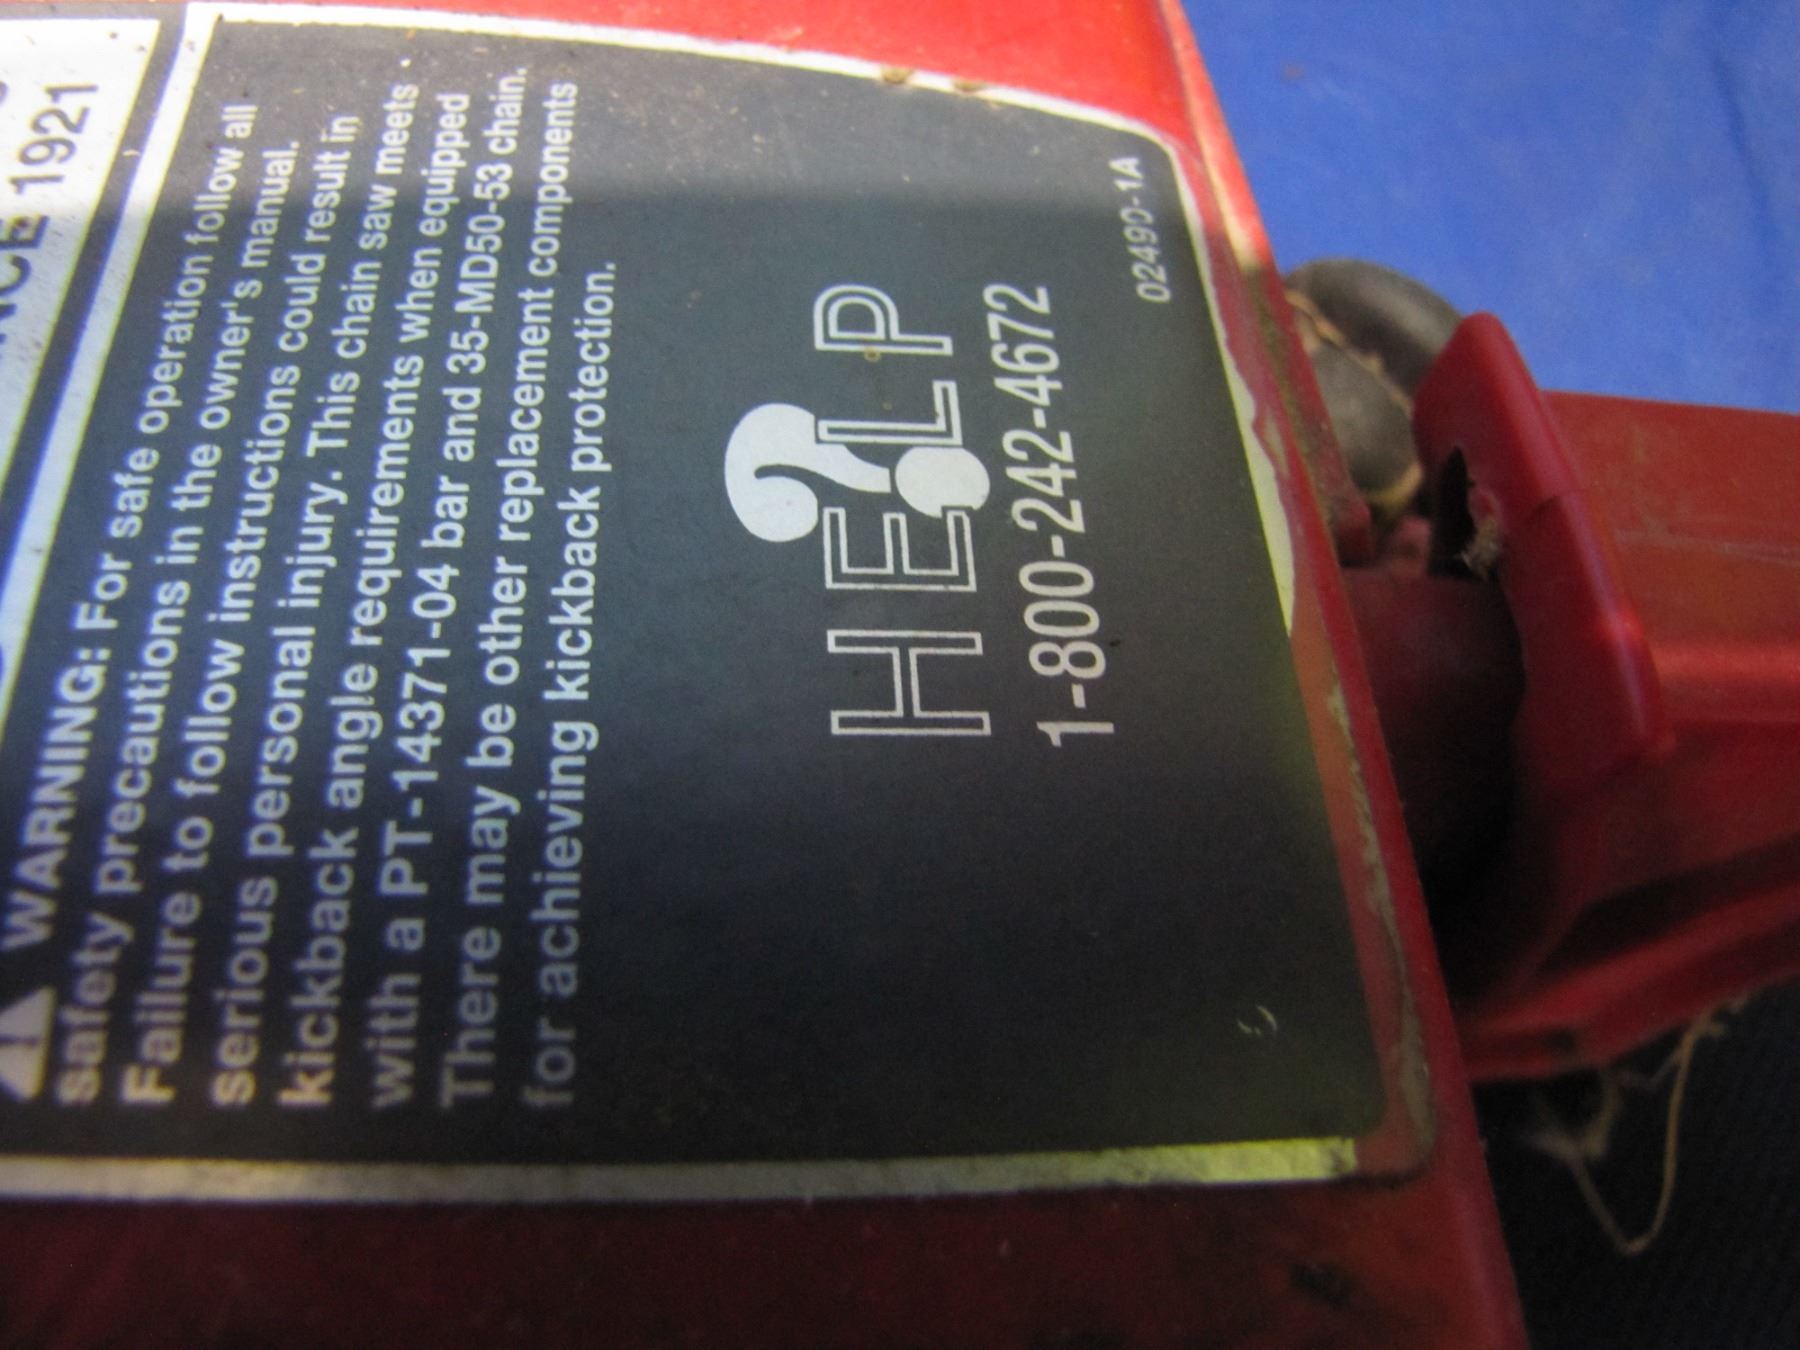 1921
WARNING: For safe operation follow all
safety precautions in the owner's manual.
Failure to follow instructions could result in
serious personal injury. This chain saw meets
kickback angle requirements when equipped
with a PT-14371-04 bar and 35-MD50-53 chain.
There may be other replacement components
for achieving kickback protection.
HE?LP
1-800-242-4672
02490-1A